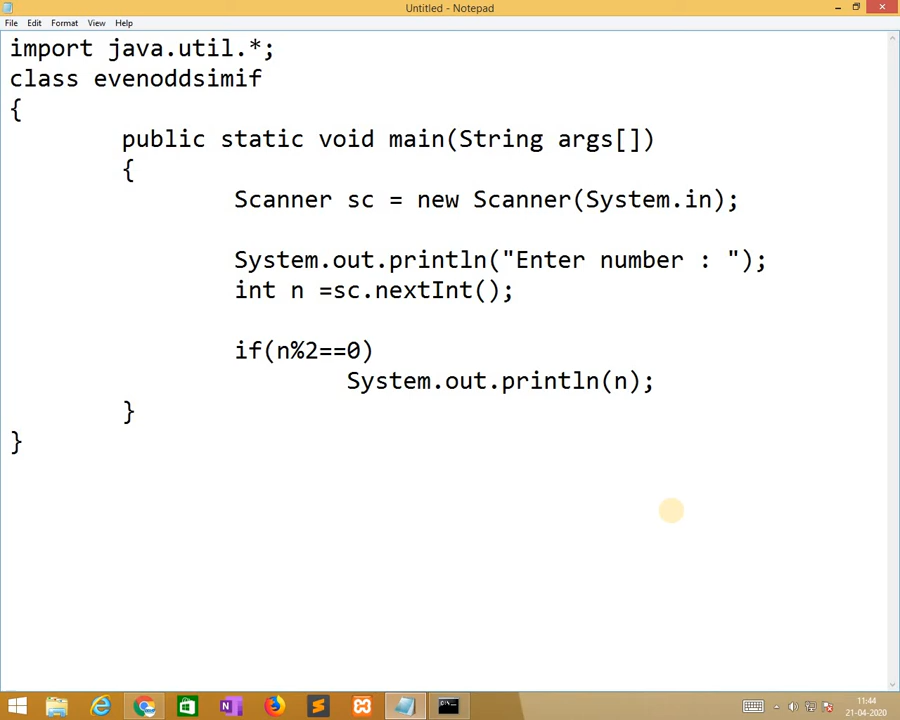 Untitled - Notepad
File Edit Format View Help
import java.util.*;
class evenoddsimif
{
public static void main(String args[])
{
Scanner sc = new Scanner(System.in);
System.out.println("Enter number : ");
int n =sc.nextInt();
if(n%2==0)
System.out.println(n);
}
}
11:44
21-04-2020